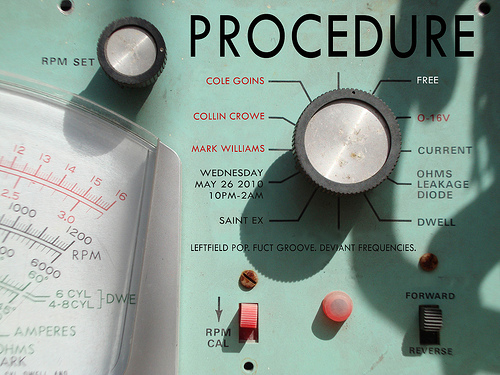 PROCEDURE
RPM SET
COLE GOINS
FREE
COLLIN CROWE
0-16V
MARK WILLIAMS
CURRENT
WEDNESDAY
MAY 26 2010
10PM-2AM
OHMS
LEAKAGE
DIODE
SAINT EX
DWELL
LEFTFIELD POP. FUCT GROOVE. DEVIANT FREQUENCIES.
12 13 14 15 16
2.5 3.0
1000 1200
RPM
6000
60°
6 CYL
4-8CYL
DWE
AMPERES
OHMS
RPM
CAL
FORWARD
REVERSE